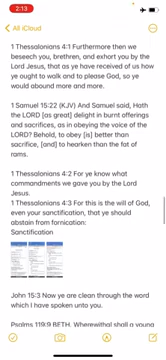 2:13
All iCloud
1 Thessalonians 4:1 Furthermore then we
beseech you, brethren, and exhort you by the
Lord Jesus, that as ye have received of us how
ye ought to walk and to please God, so ye
would abound more and more.
1 Samuel 15:22 (KJV) And Samuel said, Hath the
LORD [as great] delight in burnt offerings and
sacrifices, as in obeying the voice of the LORD?
Behold, to obey [is] better than
sacrifice, [and] to hearken than the fat of
rams.
1 Thessalonians 4:2 For ye know what
commandments we gave you by the
Lord Jesus.
1 Thessalonians 4:3 For this is the will of God,
even your sanctification, that ye should
abstain from fornication:
Sanctification
John 15:3 Now ye are clean through the word
which I have spoken unto you.
Psalms 119:9 BETH. Wherewithal shall a young